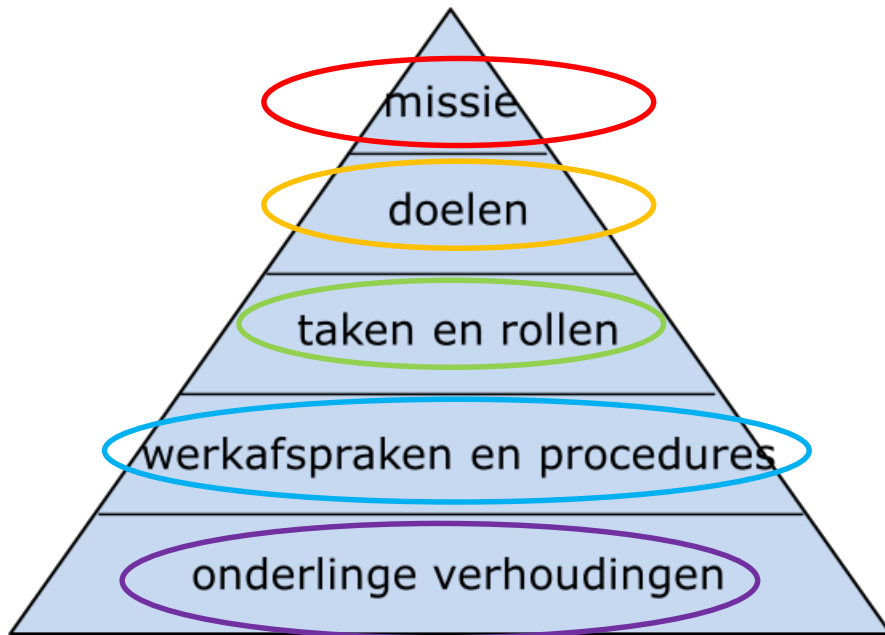 missie
doelen
taken en rollen
werkafspraken en procedures
onderlinge verhoudingen